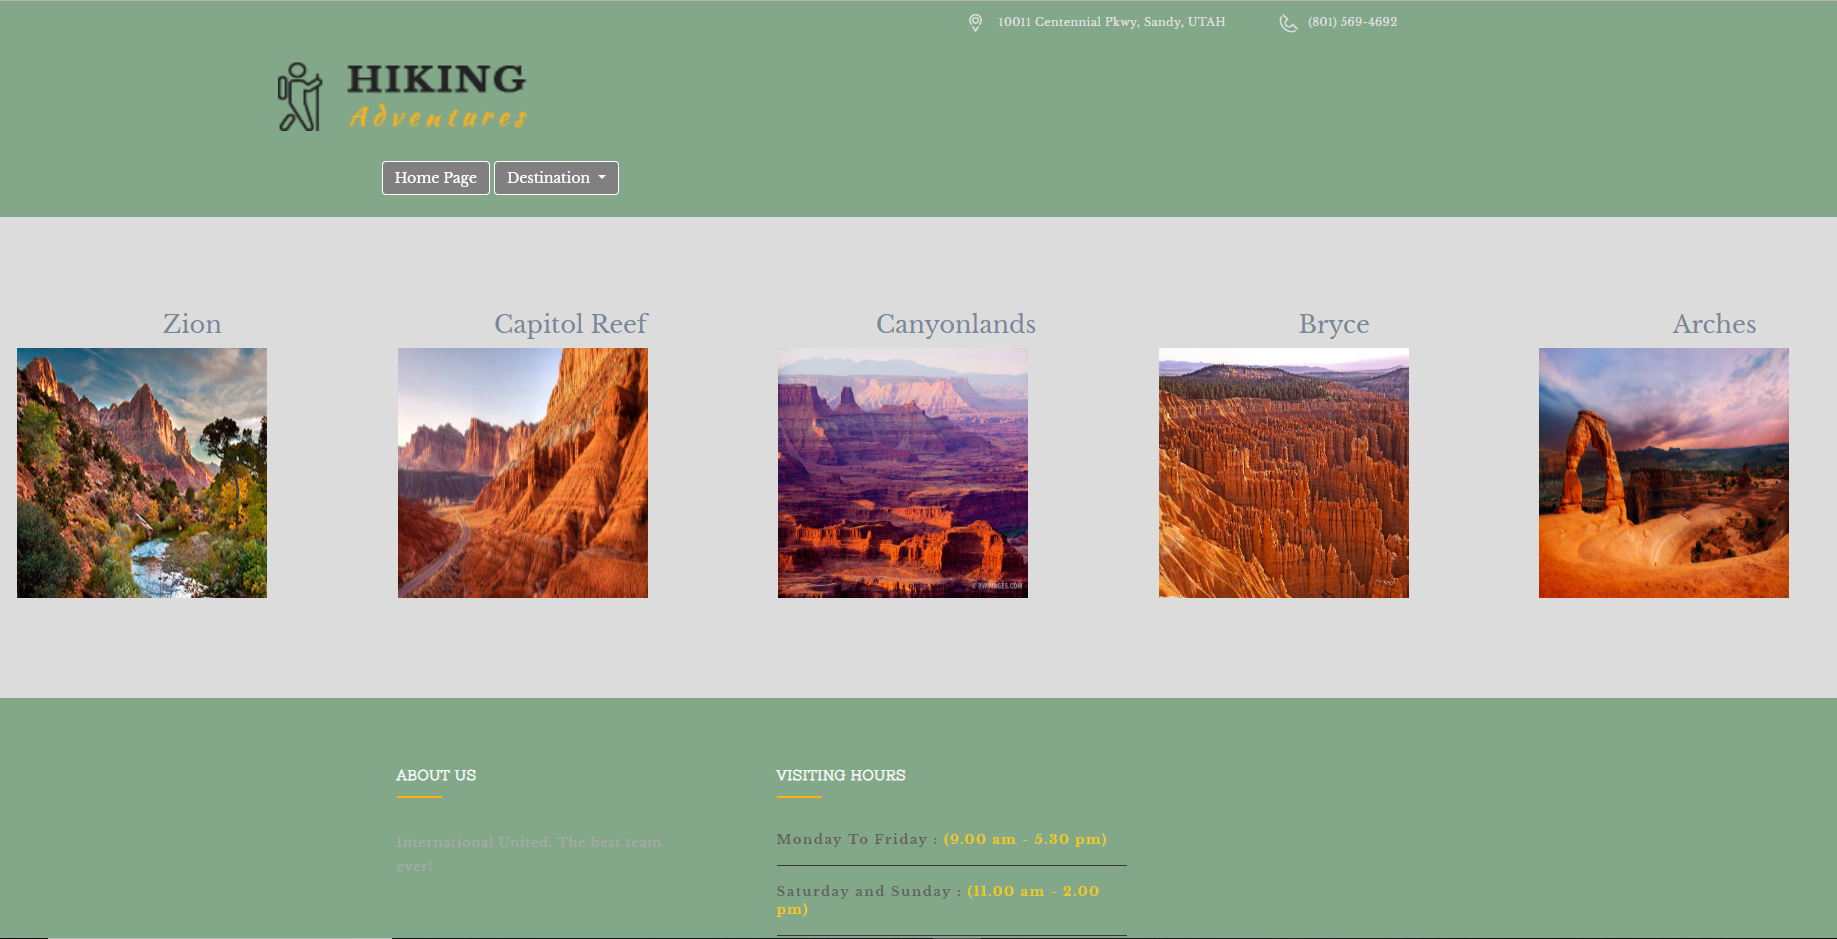 10011 Centennial Pkwy, Sandy, UTAH
(801) 569-4692
HIKING
Adventures
Home Page
Destination
Zion
Capitol Reef
Canyonlands
Bryce
Arches
© RWIMAGES.COM
ABOUT US
International United. The best team
ever!
VISITING HOURS
Monday To Friday : (9.00 am - 5.30 pm)
Saturday and Sunday : (11.00 am - 2.00
pm)